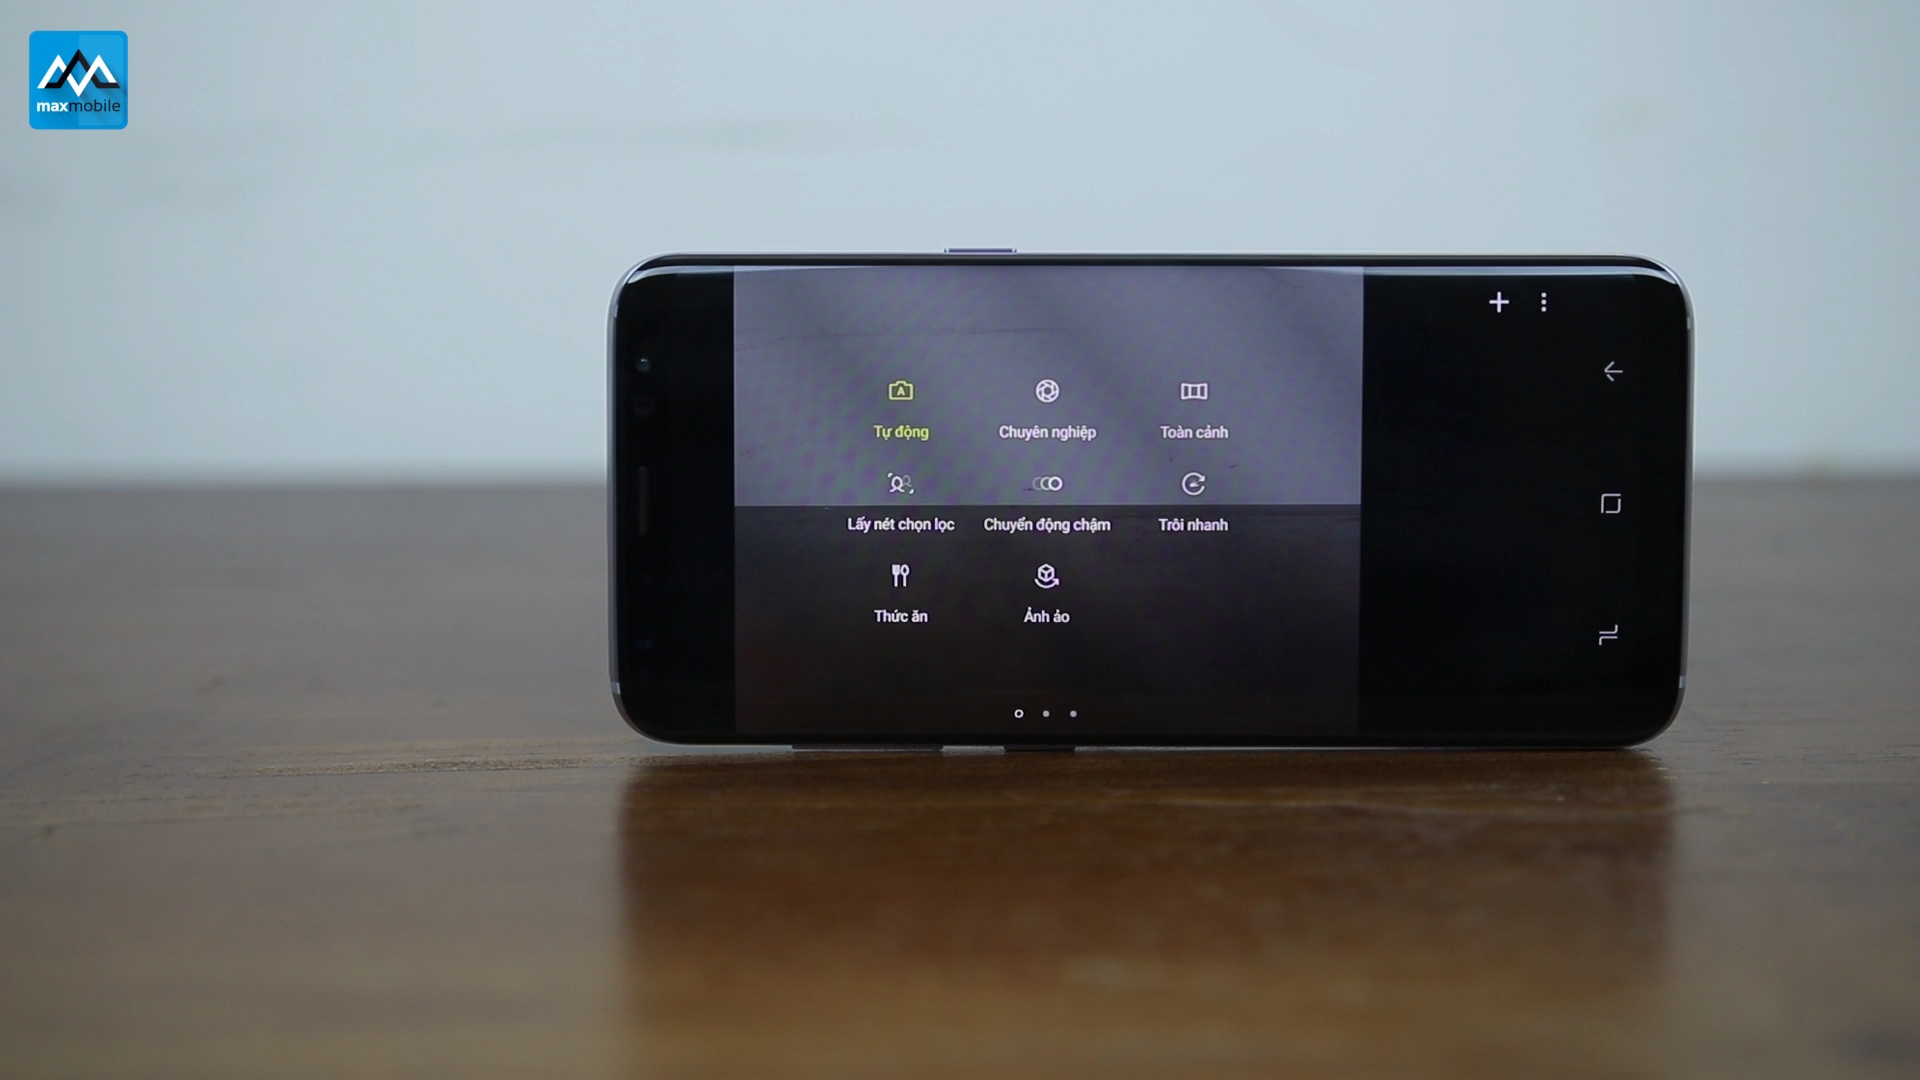 maxmobile
A
Tự động
Chuyên nghiệp
Toàn cảnh
Lấy nét chọn lọc
Chuyển động chậm
Trôi nhanh
Thức ăn
Ảnh ảo